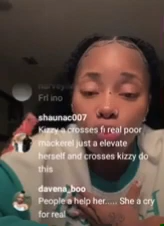 Frl ino
shaunac007
Kizzy a crosses fi real poor
mackerel just a elevate
herself and crosses kizzy do
this
davena_boo
People a help her..... She a cry
for real